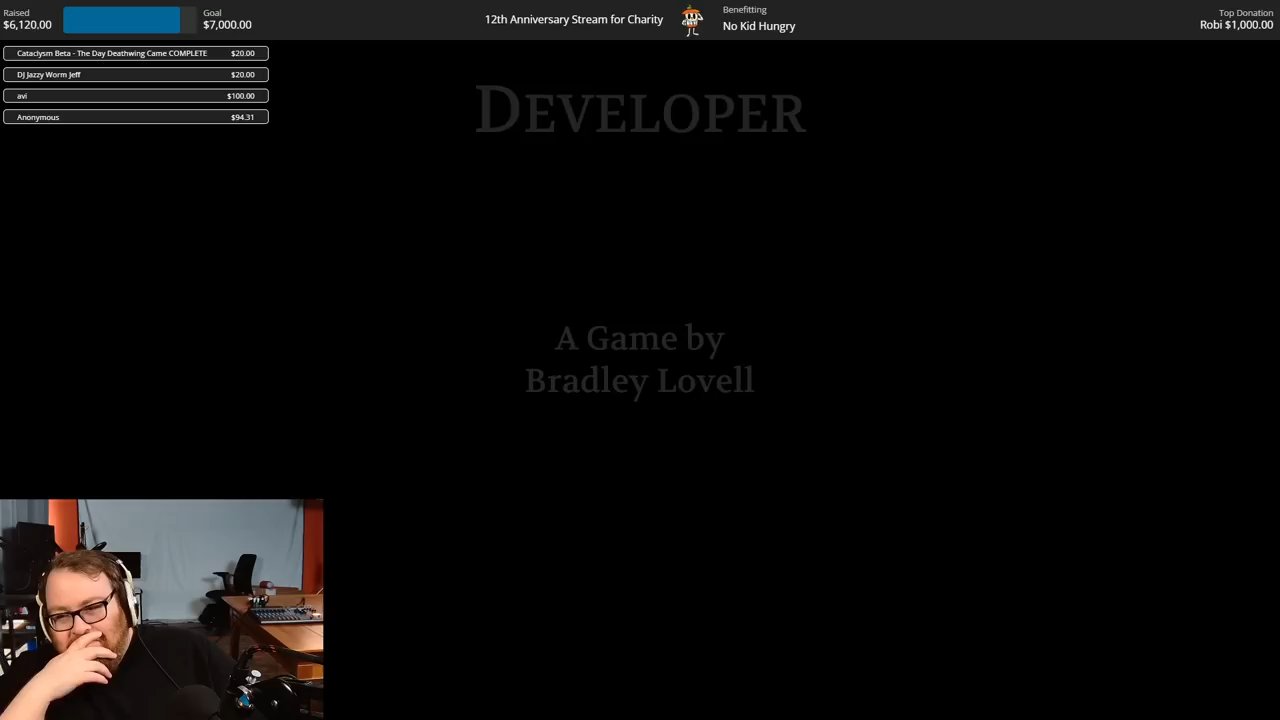 Raised
$6,120.00
Goal
$7,000.00
12th Anniversary Stream for Charity
Benefitting
No Kid Hungry
Top Donation
Robi $1,000.00
Cataclysm Beta - The Day Deathwing Came COMPLETE $20.00
DJ Jazzy Worm Jeff $20.00
avi $100.00
Anonymous $94.31
DEVELOPER
A Game by
Bradley Lovell